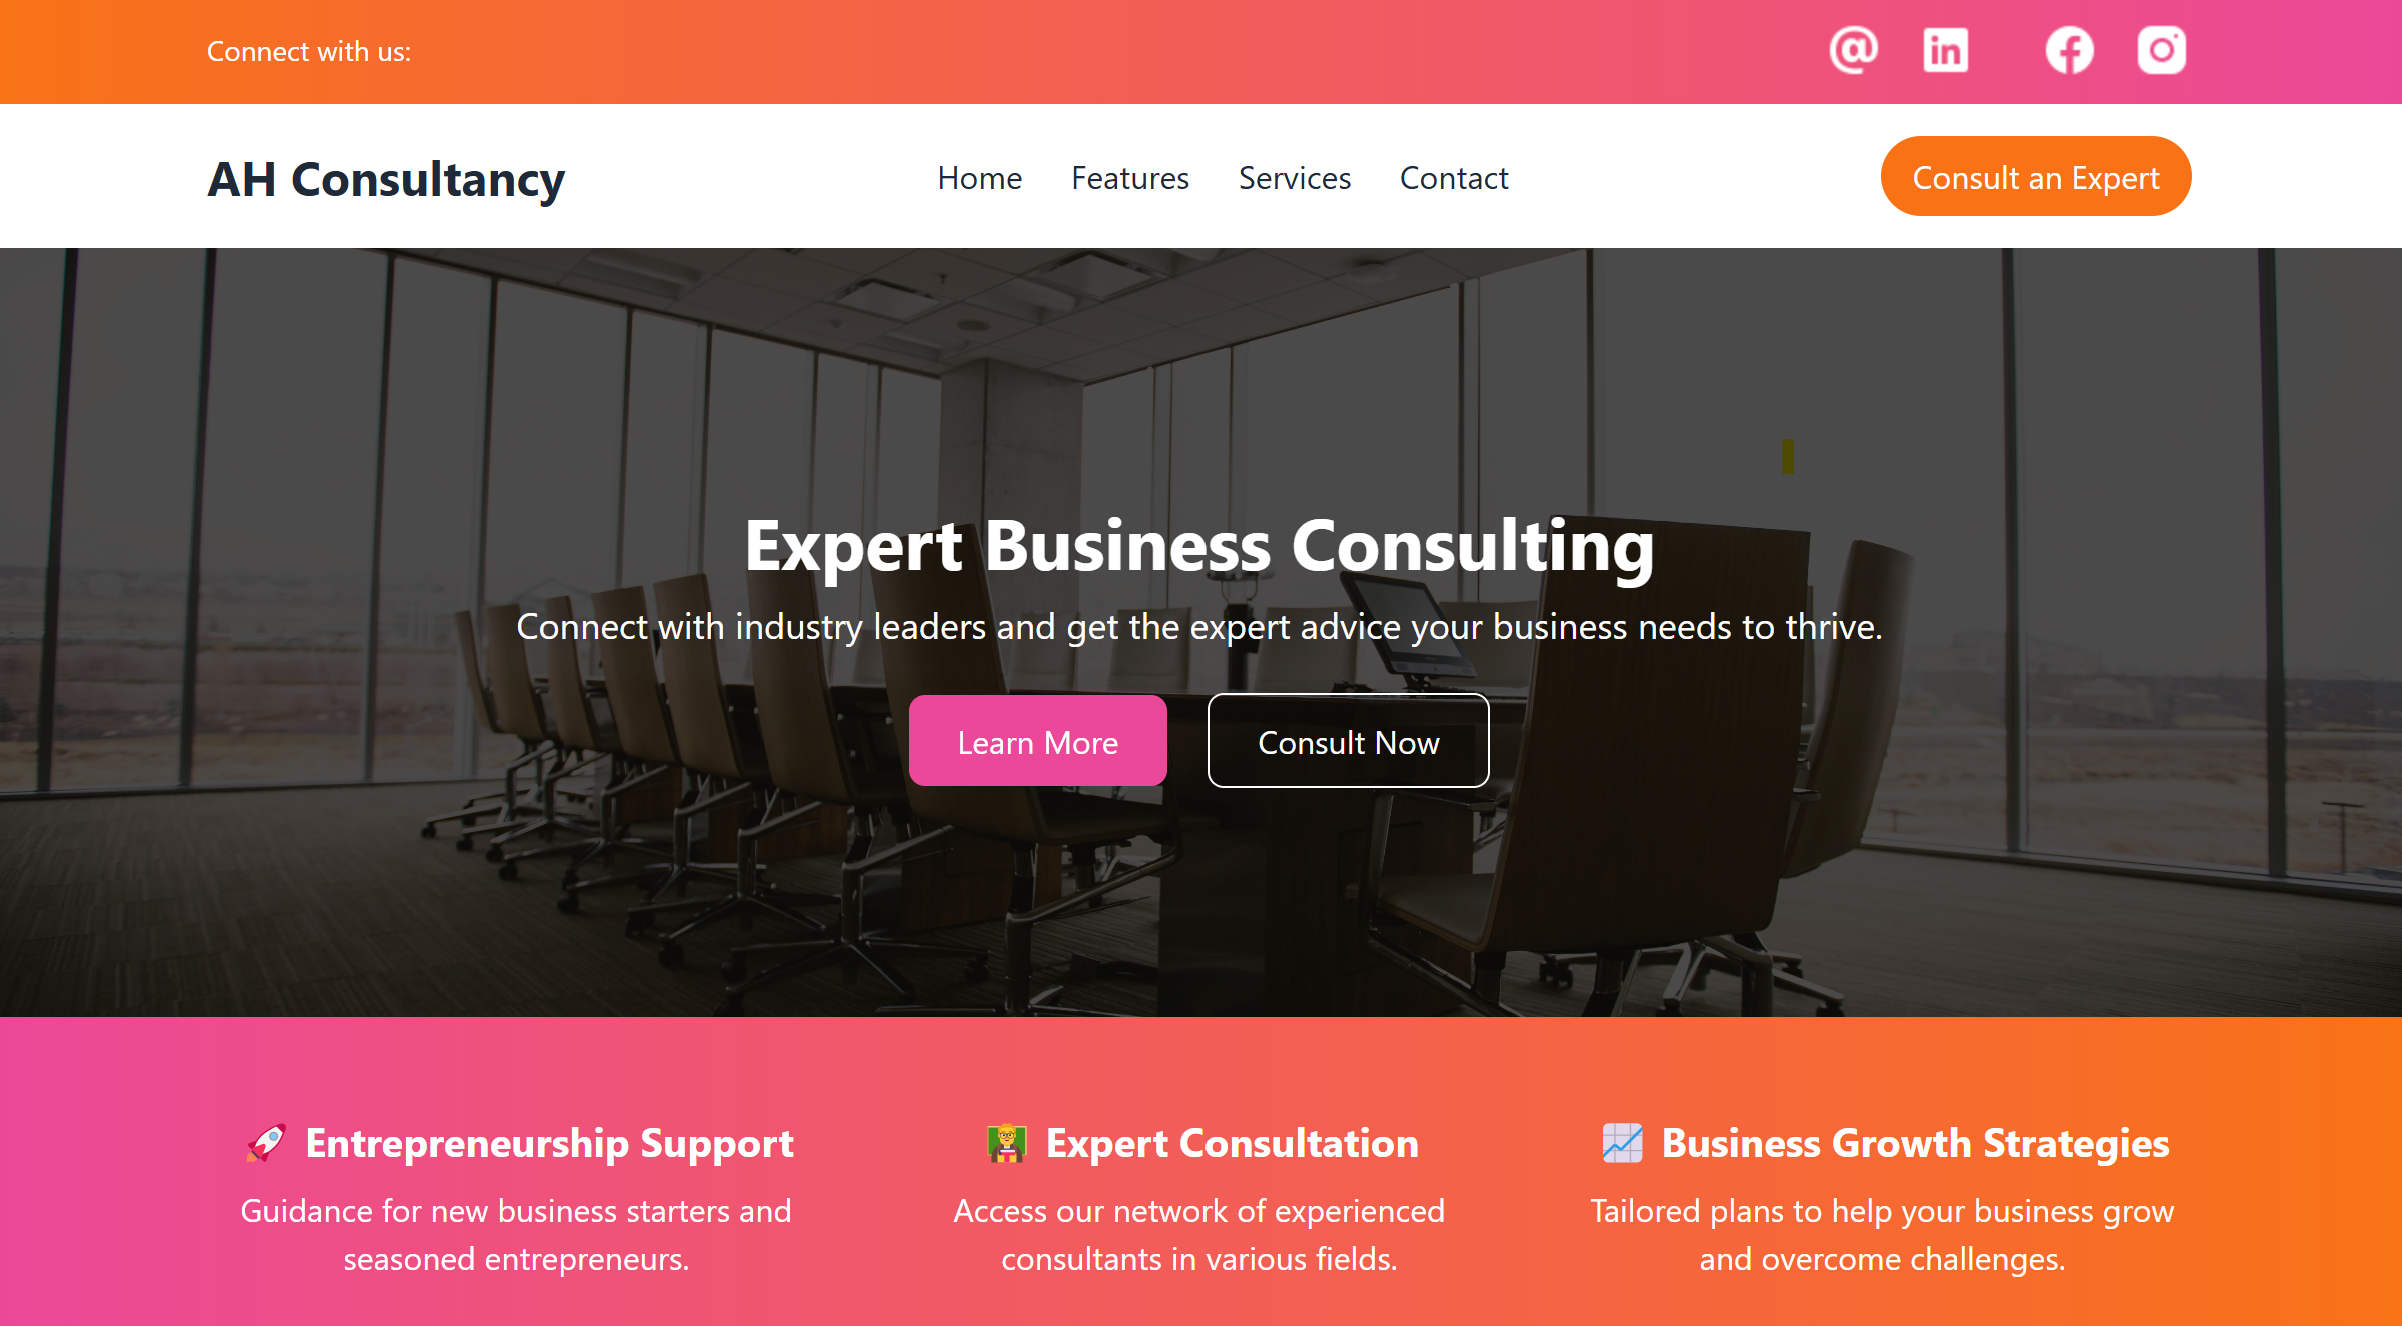 Connect with us:
AH Consultancy
Home
Features
Services
Contact
Consult an Expert
Expert Business Consulting
Connect with industry leaders and get the expert advice your business needs to thrive.
Learn More
Consult Now
Entrepreneurship Support
Guidance for new business starters and
seasoned entrepreneurs.
Expert Consultation
Access our network of experienced
consultants in various fields.
Business Growth Strategies
Tailored plans to help your business grow
and overcome challenges.